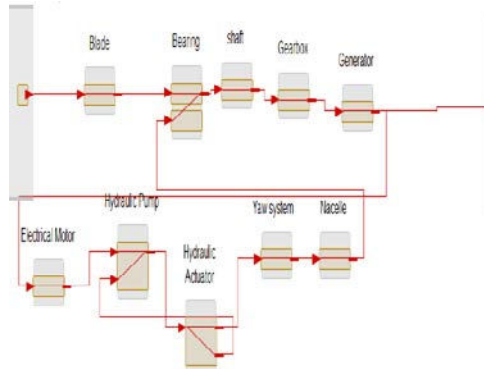 Blade
Bearing
shaft
Gearbox
Generator
Hydraulic Pump
Yaw system
Nacelle
Electrical Motor
Hydraulic
Actuator